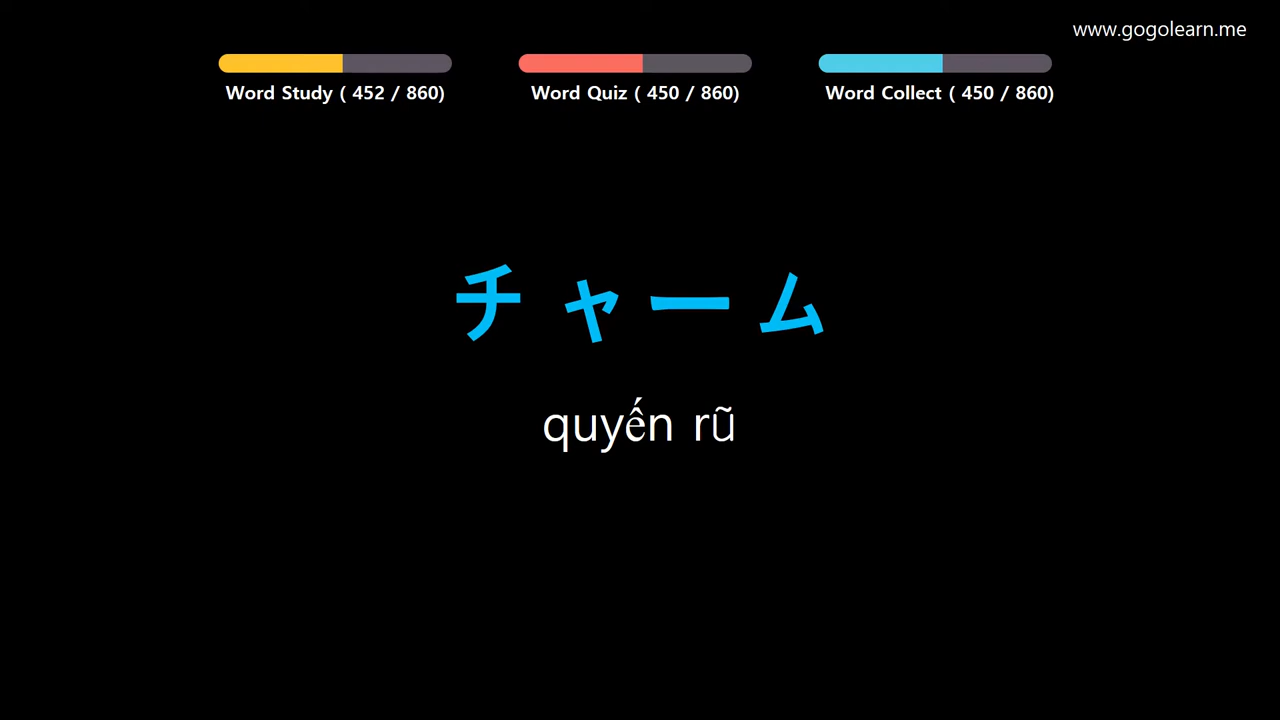 www.gogolearn.me
Word Study ( 452 / 860)
Word Quiz ( 450 / 860)
Word Collect ( 450 / 860)
チャーム
quyến rũ